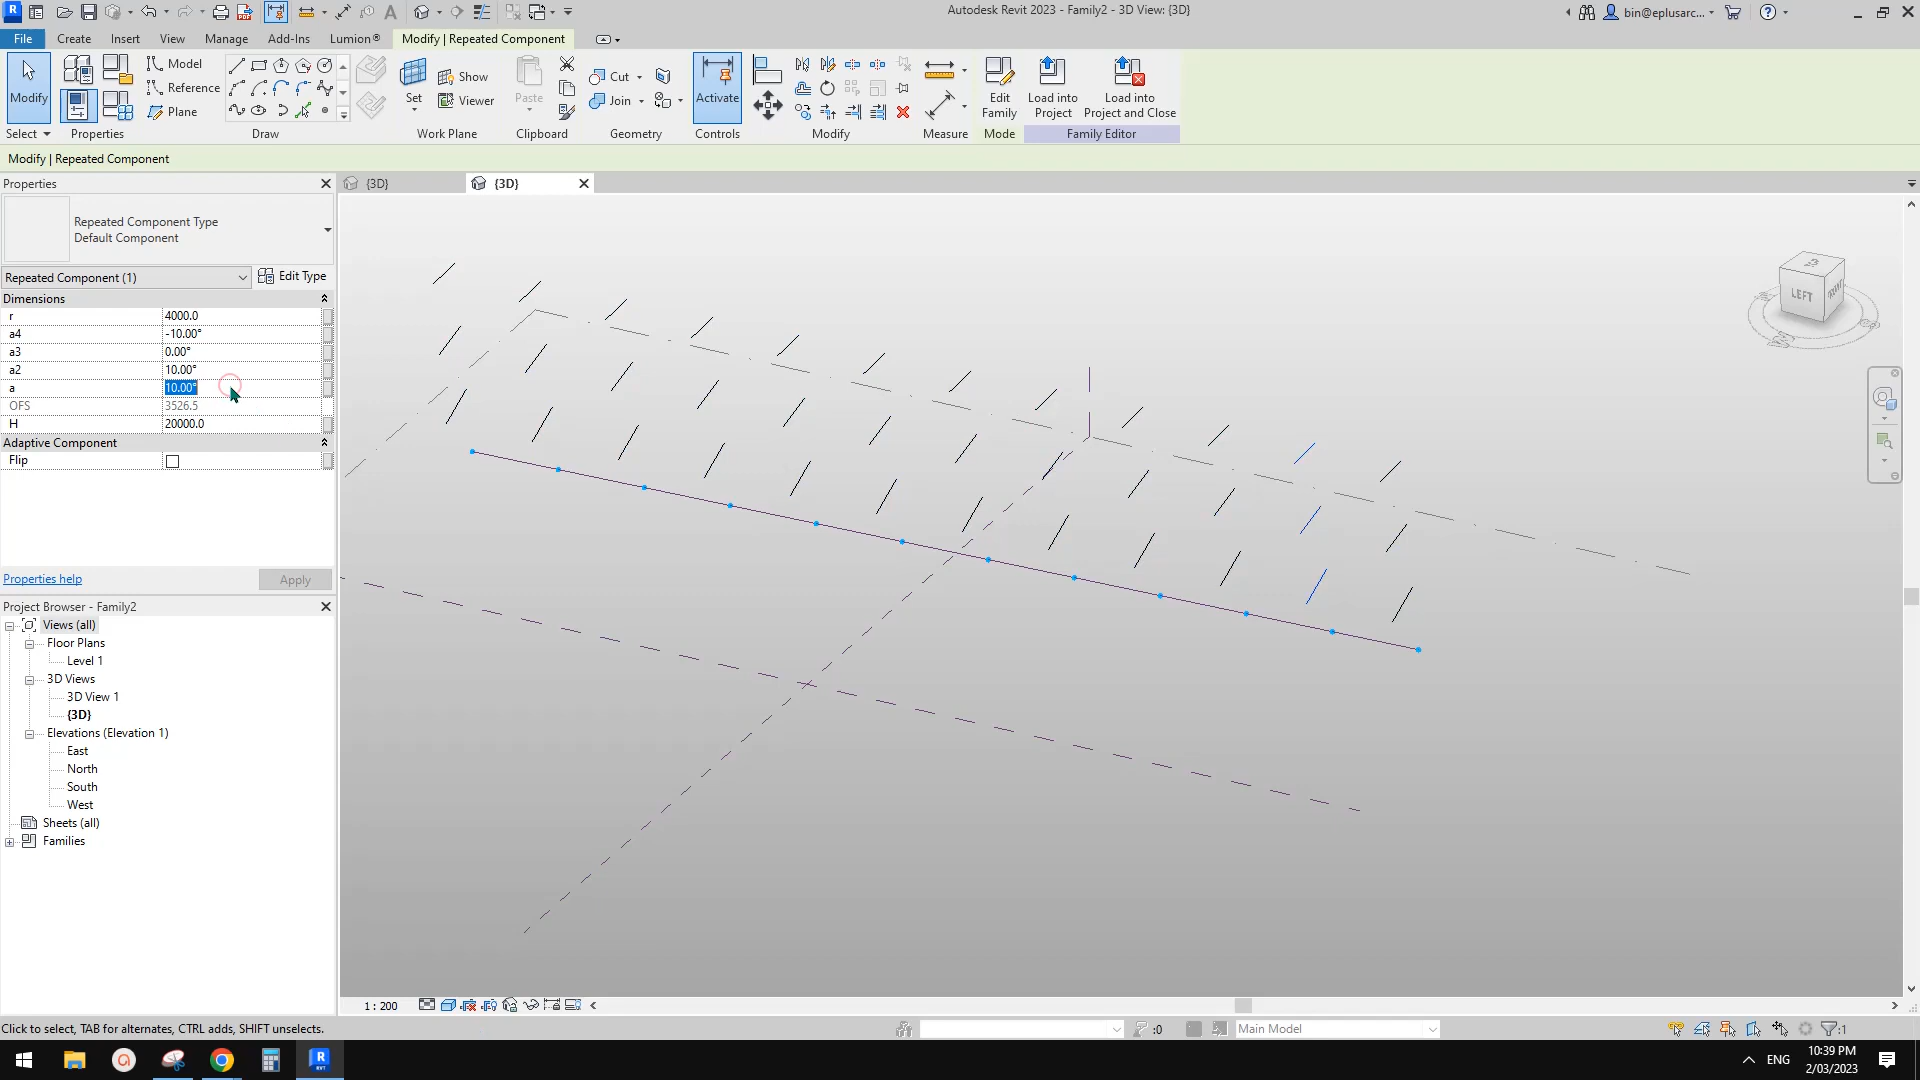 Autodesk Revit 2023 - Family2 - 3D View: {3D}
bin@eplusarc...
File
Create
Insert
View
Manage
Add-Ins
Lumion®
Modify | Repeated Component
Modify
Model
Reference
Plane
Set
Show
Viewer
Paste
Cut
Join
Activate
Edit
Family
Load into
Project
Load into
Project and Close
Select
Properties
Draw
Work Plane
Clipboard
Geometry
Controls
Modify
Measure
Mode
Family Editor
Modify | Repeated Component
Properties
{3D}
{3D}
Repeated Component Type
Default Component
Repeated Component (1)
Edit Type
Dimensions
r 4000.0
a4 -10.00°
a3 0.00°
a2 10.00°
a 10.00°
OFS 3526.5
H 20000.0
Adaptive Component
Flip
Properties help
Apply
LEFT
Project Browser - Family2
Views (all)
Floor Plans
Level 1
3D Views
3D View 1
{3D}
Elevations (Elevation 1)
East
North
South
West
Sheets (all)
Families
1 : 200
Click to select, TAB for alternates, CTRL adds, SHIFT unselects.
:0
Main Model
:1
ENG
10:39 PM
2/03/2023